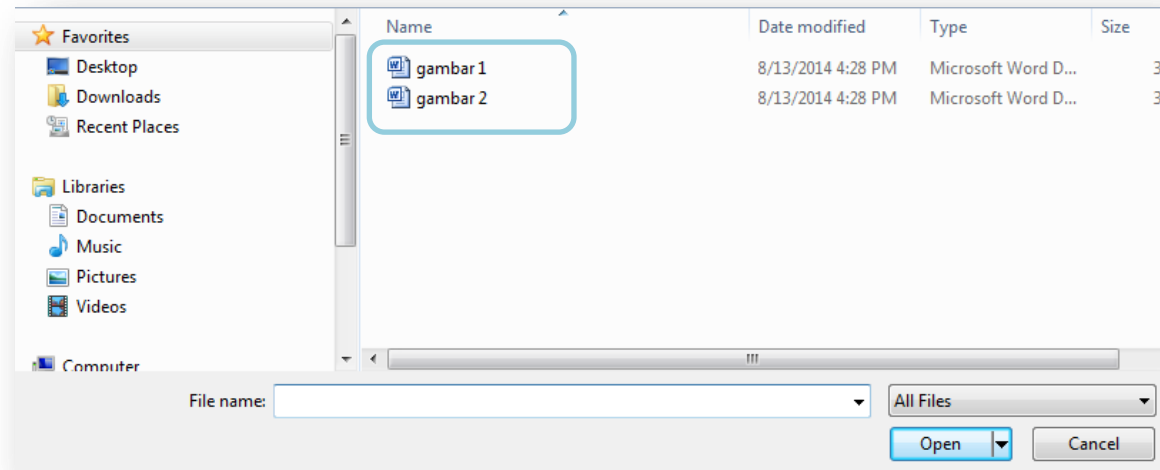 Name Date modified Type Size
Favorites
Desktop
Downloads
Recent Places
Libraries
Documents
Music
Pictures
Videos
Computer
gambar 1 8/13/2014 4:28 PM Microsoft Word D... 3
gambar 2 8/13/2014 4:28 PM Microsoft Word D... 3
File name: All Files
Open Cancel